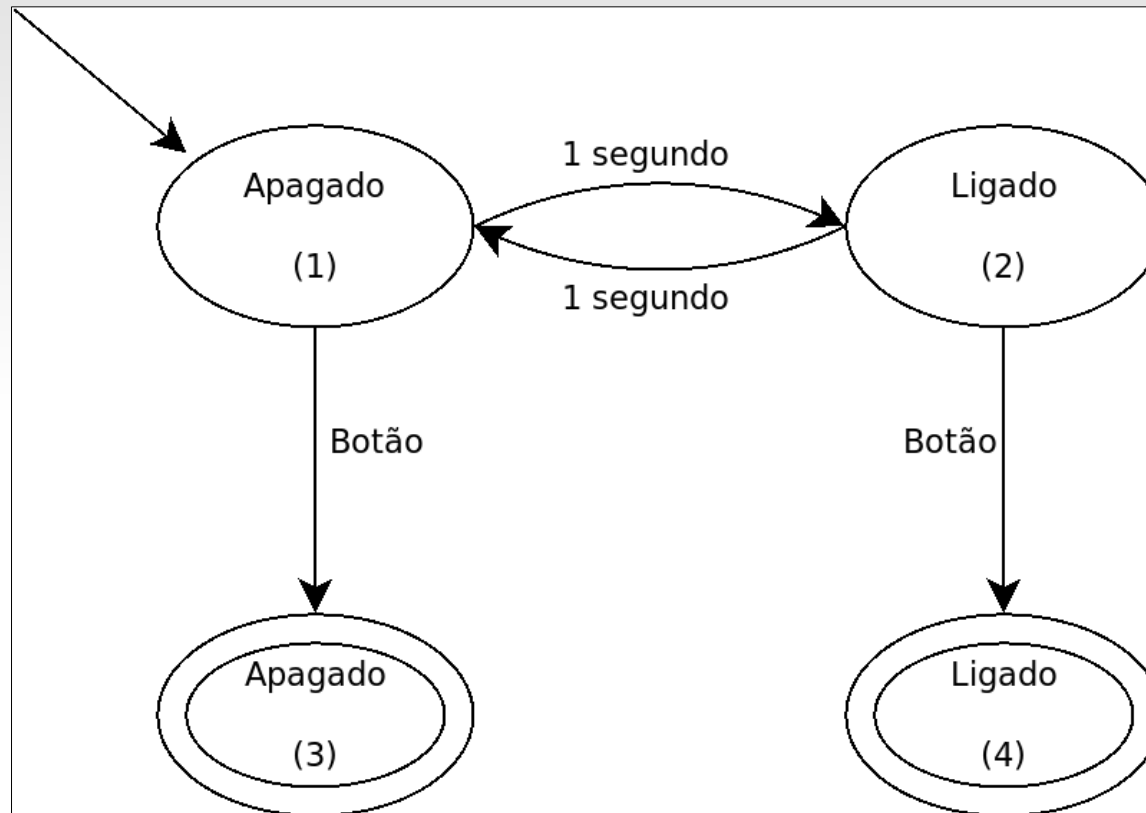 1 segundo
Apagado
(1)
Ligado
(2)
1 segundo
Botão
Botão
Apagado
(3)
Ligado
(4)